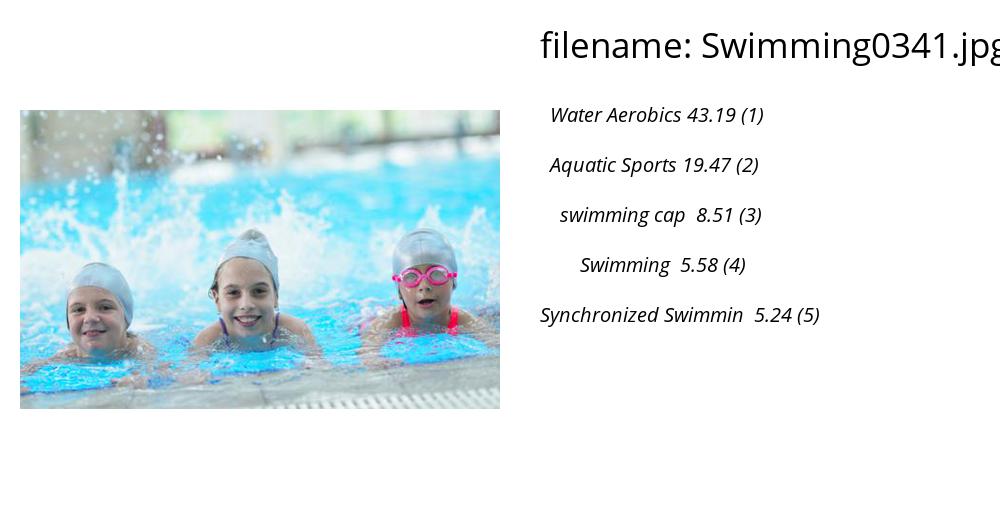 filename: Swimming0341.jpg
Water Aerobics 43.19 (1)
Aquatic Sports 19.47 (2)
swimming cap 8.51 (3)
Swimming 5.58 (4)
Synchronized Swimmin 5.24 (5)